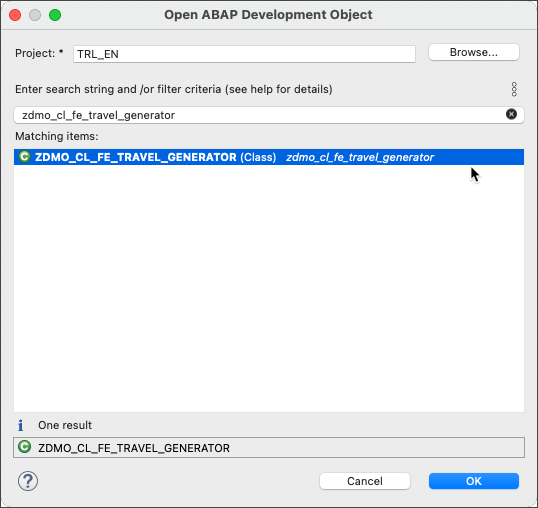 Open ABAP Development Object
Project: * TRL_EN Browse...
Enter search string and /or filter criteria (see help for details)
zdmo_cl_fe_travel_generator
Matching items:
C ZDMO_CL_FE_TRAVEL_GENERATOR (Class) zdmo_cl_fe_travel_generator
i One result
C ZDMO_CL_FE_TRAVEL_GENERATOR
? Cancel OK